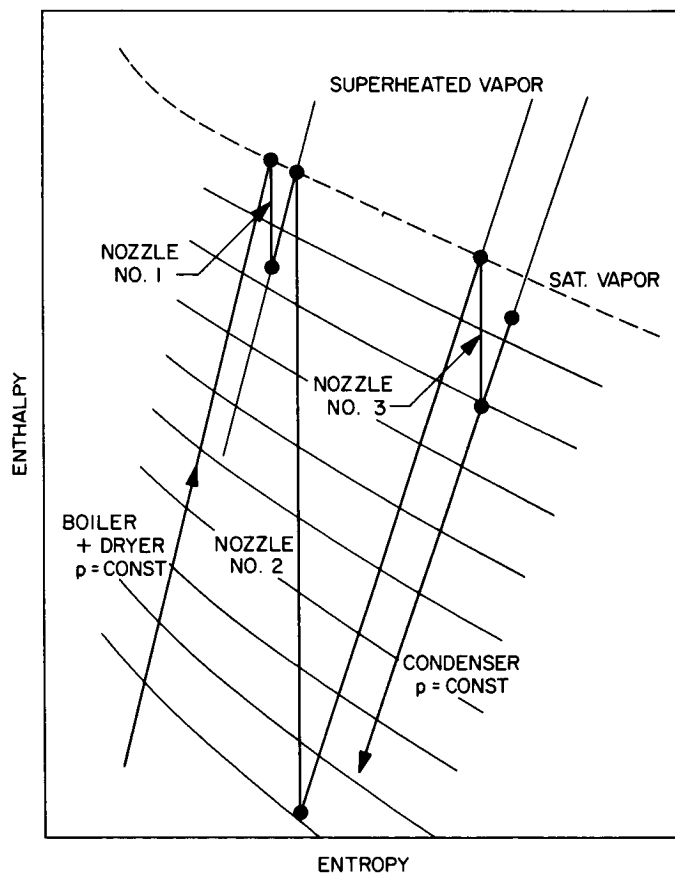 SUPERHEATED VAPOR
NOZZLE
NO. 1
SAT. VAPOR
NOZZLE
NO. 3
ENTHALPY
BOILER
+ DRYER
p = CONST
NOZZLE
NO. 2
CONDENSER
p = CONST
ENTROPY